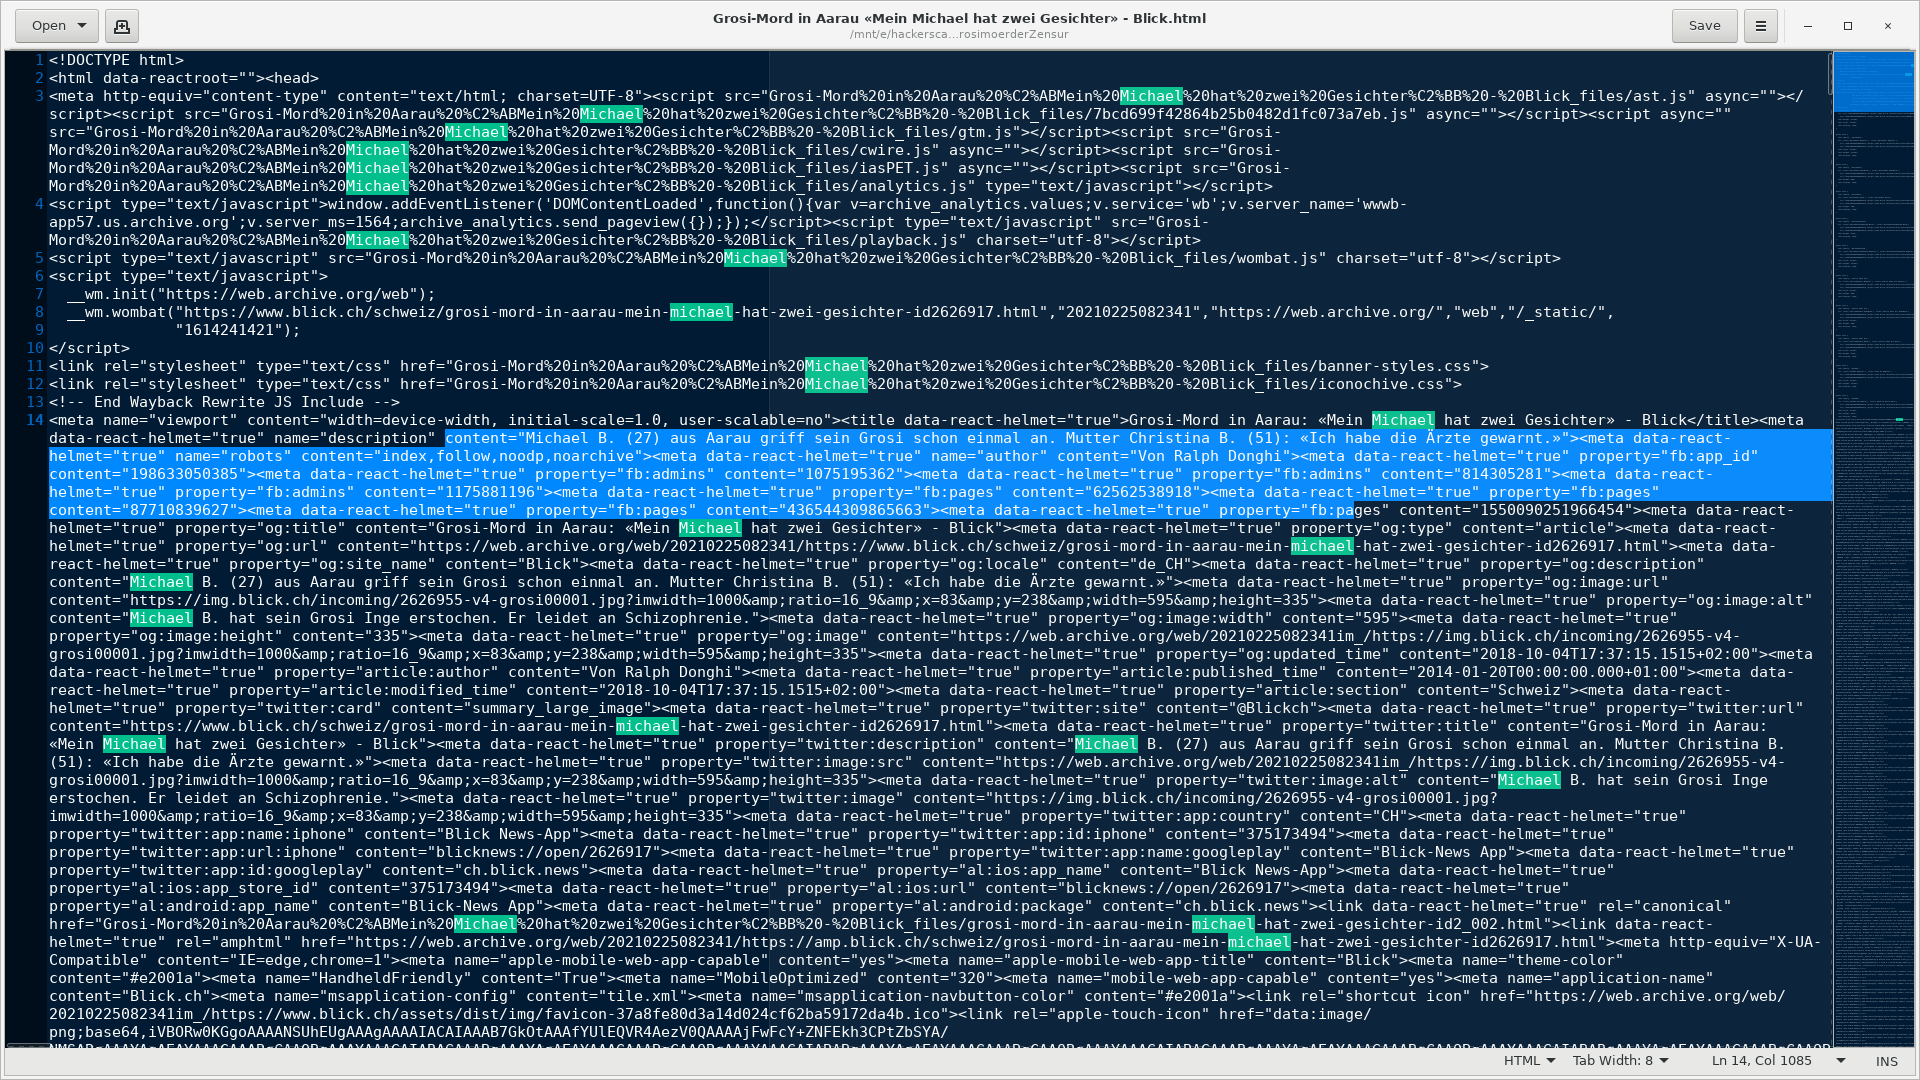 Open
Grosi-Mord in Aarau «Mein Michael hat zwei Gesichter» - Blick.html
/mnt/e/hackersca...rosimoerderZensur
Save
1 <!DOCTYPE html>
2 <html data-reactroot=""><head>
3 <meta http-equiv="content-type" content="text/html; charset=UTF-8"><script src="Grosi-Mord%20in%20Aarau%20%C2%ABMein%20Michael%20hat%20zwei%20Gesichter%C2%BB%20-%20Blick_files/ast.js" async=""></
script><script src="Grosi-Mord%20in%20Aarau%20%C2%ABMein%20Michael%20hat%20zwei%20Gesichter%C2%BB%20-%20Blick_files/7bcd699f42864b25b0482d1fc073a7eb.js" async=""></script><script async=""
src="Grosi-Mord%20in%20Aarau%20%C2%ABMein%20Michael%20hat%20zwei%20Gesichter%C2%BB%20-%20Blick_files/gtm.js"></script><script src="Grosi-
Mord%20in%20Aarau%20%C2%ABMein%20Michael%20hat%20zwei%20Gesichter%C2%BB%20-%20Blick_files/cwire.js" async=""></script><script src="Grosi-
Mord%20in%20Aarau%20%C2%ABMein%20Michael%20hat%20zwei%20Gesichter%C2%BB%20-%20Blick_files/iasPET.js" async=""></script><script src="Grosi-
Mord%20in%20Aarau%20%C2%ABMein%20Michael%20hat%20zwei%20Gesichter%C2%BB%20-%20Blick_files/analytics.js" type="text/javascript"></script>
4 <script type="text/javascript">window.addEventListener('DOMContentLoaded',function(){var v=archive_analytics.values;v.service='wb';v.server_name='wwwb-
app57.us.archive.org';v.server_ms=1564;archive_analytics.send_pageview({});});</script><script type="text/javascript" src="Grosi-
Mord%20in%20Aarau%20%C2%ABMein%20Michael%20hat%20zwei%20Gesichter%C2%BB%20-%20Blick_files/playback.js" charset="utf-8"></script>
5 <script type="text/javascript" src="Grosi-Mord%20in%20Aarau%20%C2%ABMein%20Michael%20hat%20zwei%20Gesichter%C2%BB%20-%20Blick_files/wombat.js" charset="utf-8"></script>
6 <script type="text/javascript">
7 __wm.init("https://web.archive.org/web");
8 __wm.wombat("https://www.blick.ch/schweiz/grosi-mord-in-aarau-mein-michael-hat-zwei-gesichter-id2626917.html","20210225082341","https://web.archive.org/","web","/_static/",
9 "1614241421");
10 </script>
11 <link rel="stylesheet" type="text/css" href="Grosi-Mord%20in%20Aarau%20%C2%ABMein%20Michael%20hat%20zwei%20Gesichter%C2%BB%20-%20Blick_files/banner-styles.css">
12 <link rel="stylesheet" type="text/css" href="Grosi-Mord%20in%20Aarau%20%C2%ABMein%20Michael%20hat%20zwei%20Gesichter%C2%BB%20-%20Blick_files/iconochive.css">
13 <!-- End Wayback Rewrite JS Include -->
14 <meta name="viewport" content="width=device-width, initial-scale=1.0, user-scalable=no"><title data-react-helmet="true">Grosi-Mord in Aarau: «Mein Michael hat zwei Gesichter» - Blick</title><meta
data-react-helmet="true" name="description" content="Michael B. (27) aus Aarau griff sein Grosi schon einmal an. Mutter Christina B. (51): «Ich habe die Ärzte gewarnt.»"><meta data-react-
helmet="true" name="robots" content="index,follow,noodp,noarchive"><meta data-react-helmet="true" name="author" content="Von Ralph Donghi"><meta data-react-helmet="true" property="fb:app_id"
content="198633050385"><meta data-react-helmet="true" property="fb:admins" content="1075195362"><meta data-react-helmet="true" property="fb:admins" content="814305281"><meta data-react-
helmet="true" property="fb:admins" content="1175881196"><meta data-react-helmet="true" property="fb:pages" content="62562538918"><meta data-react-helmet="true" property="fb:pages"
content="87710839627"><meta data-react-helmet="true" property="fb:pages" content="436544309865663"><meta data-react-helmet="true" property="fb:pages" content="1550090251966454"><meta data-react-
helmet="true" property="og:title" content="Grosi-Mord in Aarau: «Mein Michael hat zwei Gesichter» - Blick"><meta data-react-helmet="true" property="og:type" content="article"><meta data-react-
helmet="true" property="og:url" content="https://web.archive.org/web/20210225082341/https://www.blick.ch/schweiz/grosi-mord-in-aarau-mein-michael-hat-zwei-gesichter-id2626917.html"><meta data-
react-helmet="true" property="og:site_name" content="Blick"><meta data-react-helmet="true" property="og:locale" content="de_CH"><meta data-react-helmet="true" property="og:description"
content="Michael B. (27) aus Aarau griff sein Grosi schon einmal an. Mutter Christina B. (51): «Ich habe die Ärzte gewarnt.»"><meta data-react-helmet="true" property="og:image:url"
content="https://img.blick.ch/incoming/2626955-v4-grosi00001.jpg?imwidth=1000&amp;ratio=16_9&amp;x=83&amp;y=238&amp;width=595&amp;height=335"><meta data-react-helmet="true" property="og:image:alt"
content="Michael B. hat sein Grosi Inge erstochen. Er leidet an Schizophrenie."><meta data-react-helmet="true" property="og:image:width" content="595"><meta data-react-helmet="true"
property="og:image:height" content="335"><meta data-react-helmet="true" property="og:image" content="https://web.archive.org/web/20210225082341im_/https://img.blick.ch/incoming/2626955-v4-
grosi00001.jpg?imwidth=1000&amp;ratio=16_9&amp;x=83&amp;y=238&amp;width=595&amp;height=335"><meta data-react-helmet="true" property="og:updated_time" content="2018-10-04T17:37:15.1515+02:00"><meta
data-react-helmet="true" property="article:author" content="Von Ralph Donghi"><meta data-react-helmet="true" property="article:published_time" content="2014-01-20T00:00:00.000+01:00"><meta data-
react-helmet="true" property="article:modified_time" content="2018-10-04T17:37:15.1515+02:00"><meta data-react-helmet="true" property="article:section" content="Schweiz"><meta data-react-
helmet="true" property="twitter:card" content="summary_large_image"><meta data-react-helmet="true" property="twitter:site" content="@Blickch"><meta data-react-helmet="true" property="twitter:url"
content="https://www.blick.ch/schweiz/grosi-mord-in-aarau-mein-michael-hat-zwei-gesichter-id2626917.html"><meta data-react-helmet="true" property="twitter:title" content="Grosi-Mord in Aarau:
«Mein Michael hat zwei Gesichter» - Blick"><meta data-react-helmet="true" property="twitter:description" content="Michael B. (27) aus Aarau griff sein Grosi schon einmal an. Mutter Christina B.
(51): «Ich habe die Ärzte gewarnt.»"><meta data-react-helmet="true" property="twitter:image:src" content="https://web.archive.org/web/20210225082341im_/https://img.blick.ch/incoming/2626955-v4-
grosi00001.jpg?imwidth=1000&amp;ratio=16_9&amp;x=83&amp;y=238&amp;width=595&amp;height=335"><meta data-react-helmet="true" property="twitter:image:alt" content="Michael B. hat sein Grosi Inge
erstochen. Er leidet an Schizophrenie."><meta data-react-helmet="true" property="twitter:image" content="https://img.blick.ch/incoming/2626955-v4-grosi00001.jpg?
imwidth=1000&amp;ratio=16_9&amp;x=83&amp;y=238&amp;width=595&amp;height=335"><meta data-react-helmet="true" property="twitter:app:country" content="CH"><meta data-react-helmet="true"
property="twitter:app:name:iphone" content="Blick News-App"><meta data-react-helmet="true" property="twitter:app:id:iphone" content="375173494"><meta data-react-helmet="true"
property="twitter:app:url:iphone" content="blicknews://open/2626917"><meta data-react-helmet="true" property="twitter:app:name:googleplay" content="Blick-News App"><meta data-react-helmet="true"
property="twitter:app:id:googleplay" content="ch.blick.news"><meta data-react-helmet="true" property="al:ios:app_name" content="Blick News-App"><meta data-react-helmet="true"
property="al:ios:app_store_id" content="375173494"><meta data-react-helmet="true" property="al:ios:url" content="blicknews://open/2626917"><meta data-react-helmet="true"
property="al:android:app_name" content="Blick-News App"><meta data-react-helmet="true" property="al:android:package" content="ch.blick.news"><link data-react-helmet="true" rel="canonical"
href="Grosi-Mord%20in%20Aarau%20%C2%ABMein%20Michael%20hat%20zwei%20Gesichter%C2%BB%20-%20Blick_files/grosi-mord-in-aarau-mein-michael-hat-zwei-gesichter-id2_002.html"><link data-react-
helmet="true" rel="amphtml" href="https://web.archive.org/web/20210225082341/https://amp.blick.ch/schweiz/grosi-mord-in-aarau-mein-michael-hat-zwei-gesichter-id2626917.html"><meta http-equiv="X-UA-
Compatible" content="IE=edge,chrome=1"><meta name="apple-mobile-web-app-capable" content="yes"><meta name="apple-mobile-web-app-title" content="Blick"><meta name="theme-color"
content="#e2001a"><meta name="HandheldFriendly" content="True"><meta name="MobileOptimized" content="320"><meta name="mobile-web-app-capable" content="yes"><meta name="application-name"
content="Blick.ch"><meta name="msapplication-config" content="tile.xml"><meta name="msapplication-navbutton-color" content="#e2001a"><link rel="shortcut icon" href="https://web.archive.org/web/
20210225082341im_/https://www.blick.ch/assets/dist/img/favicon-37a8fe80d3a14d024cf62ba59172da4b.ico"><link rel="apple-touch-icon" href="data:image/
png;base64,iVBORw0KGgoAAAANSUhEUgAAAgAAAAIACAIAAAB7GkOtAAAfYUlEQVR4AezV0QAAAAjFwFcY+ZNFEkh3CPtZbSYA/
HTML
Tab Width: 8
Ln 14, Col 1085
INS